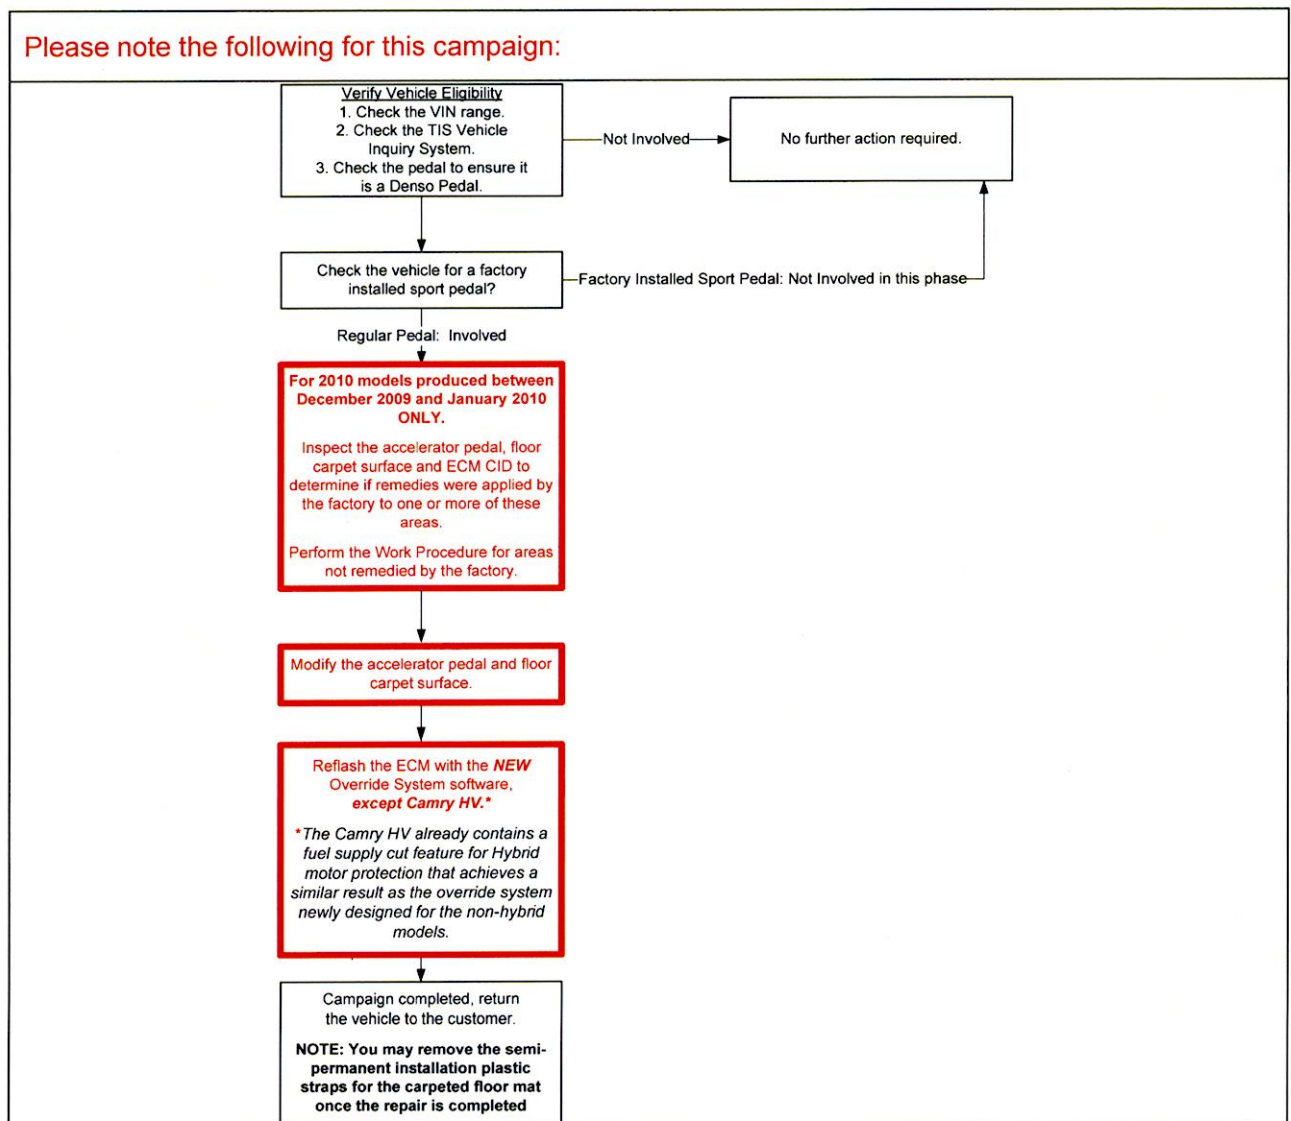 Please note the following for this campaign:
Verify Vehicle Eligibility
1. Check the VIN range.
2. Check the TIS Vehicle
Inquiry System.
3. Check the pedal to ensure it
is a Denso Pedal.
Not Involved
No further action required.
Check the vehicle for a factory
installed sport pedal?
Factory Installed Sport Pedal: Not Involved in this phase
Regular Pedal: Involved
For 2010 models produced between
December 2009 and January 2010
ONLY.
Inspect the accelerator pedal, floor
carpet surface and ECM CID to
determine if remedies were applied by
the factory to one or more of these
areas.
Perform the Work Procedure for areas
not remedied by the factory.
Modify the accelerator pedal and floor
carpet surface.
Reflash the ECM with the NEW
Override System software,
except Camry HV.*
*The Camry HV already contains a
fuel supply cut feature for Hybrid
motor protection that achieves a
similar result as the override system
newly designed for the non-hybrid
models.
Campaign completed, return
the vehicle to the customer.
NOTE: You may remove the semi-
permanent installation plastic
straps for the carpeted floor mat
once the repair is completed